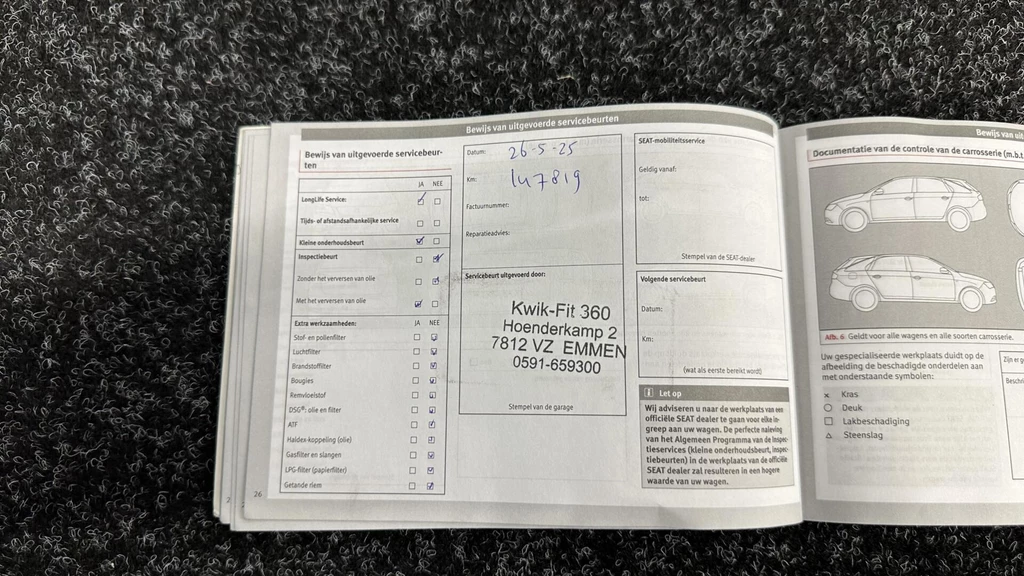 Bewijs van uitgevoerde servicebeurten
Bewijs van uitgevoerde servicebeur-
ten
JA NEE
LongLife Service:
Tijds- of afstandsafhankelijke service
Kleine onderhoudsbeurt
Inspectiebeurt
Zonder het verversen van olie
Met het verversen van olie
Extra werkzaamheden: JA NEE
Stof- en pollenfilter
Luchtfilter
Brandstoffilter
Bougies
Remvloeistof
DSG®: olie en filter
ATF
Haldex-koppeling (olie)
Gasfilter en slangen
LPG-filter (papierfilter)
Getande riem
26
Datum: 26-5-25
Km: 147819
Factuurnummer:
Reparatieadvies:
Servicebeurt uitgevoerd door:
Kwik-Fit 360
Hoenderkamp 2
7812 VZ EMMEN
0591-659300
Stempel van de garage
SEAT-mobiliteitsservice
Geldig vanaf:
tot:
Stempel van de SEAT-dealer
Volgende servicebeurt
Datum:
Km:
(wat als eerste bereikt wordt)
i Let op
Wij adviseren u naar de werkplaats van een
officiële SEAT dealer te gaan voor elke in-
greep aan uw wagen. De perfecte naleving
van het Algemeen Programma van de Inspec-
tieservices (kleine onderhoudsbeurt, inspec-
tiebeurten) in de werkplaats van de officiële
SEAT dealer zal resulteren in een hogere
waarde van uw wagen.
Bewijs van uit
Documentatie van de controle van de carrosserie (m.b.t.
Afb. 6 Geldt voor alle wagens en alle soorten carrosserie.
Uw gespecialiseerde werkplaats duidt op de
afbeelding de beschadigde onderdelen aan
met onderstaande symbolen:
× Kras
○ Deuk
□ Lakbeschadiging
△ Steenslag
Zijn er g
Beschri